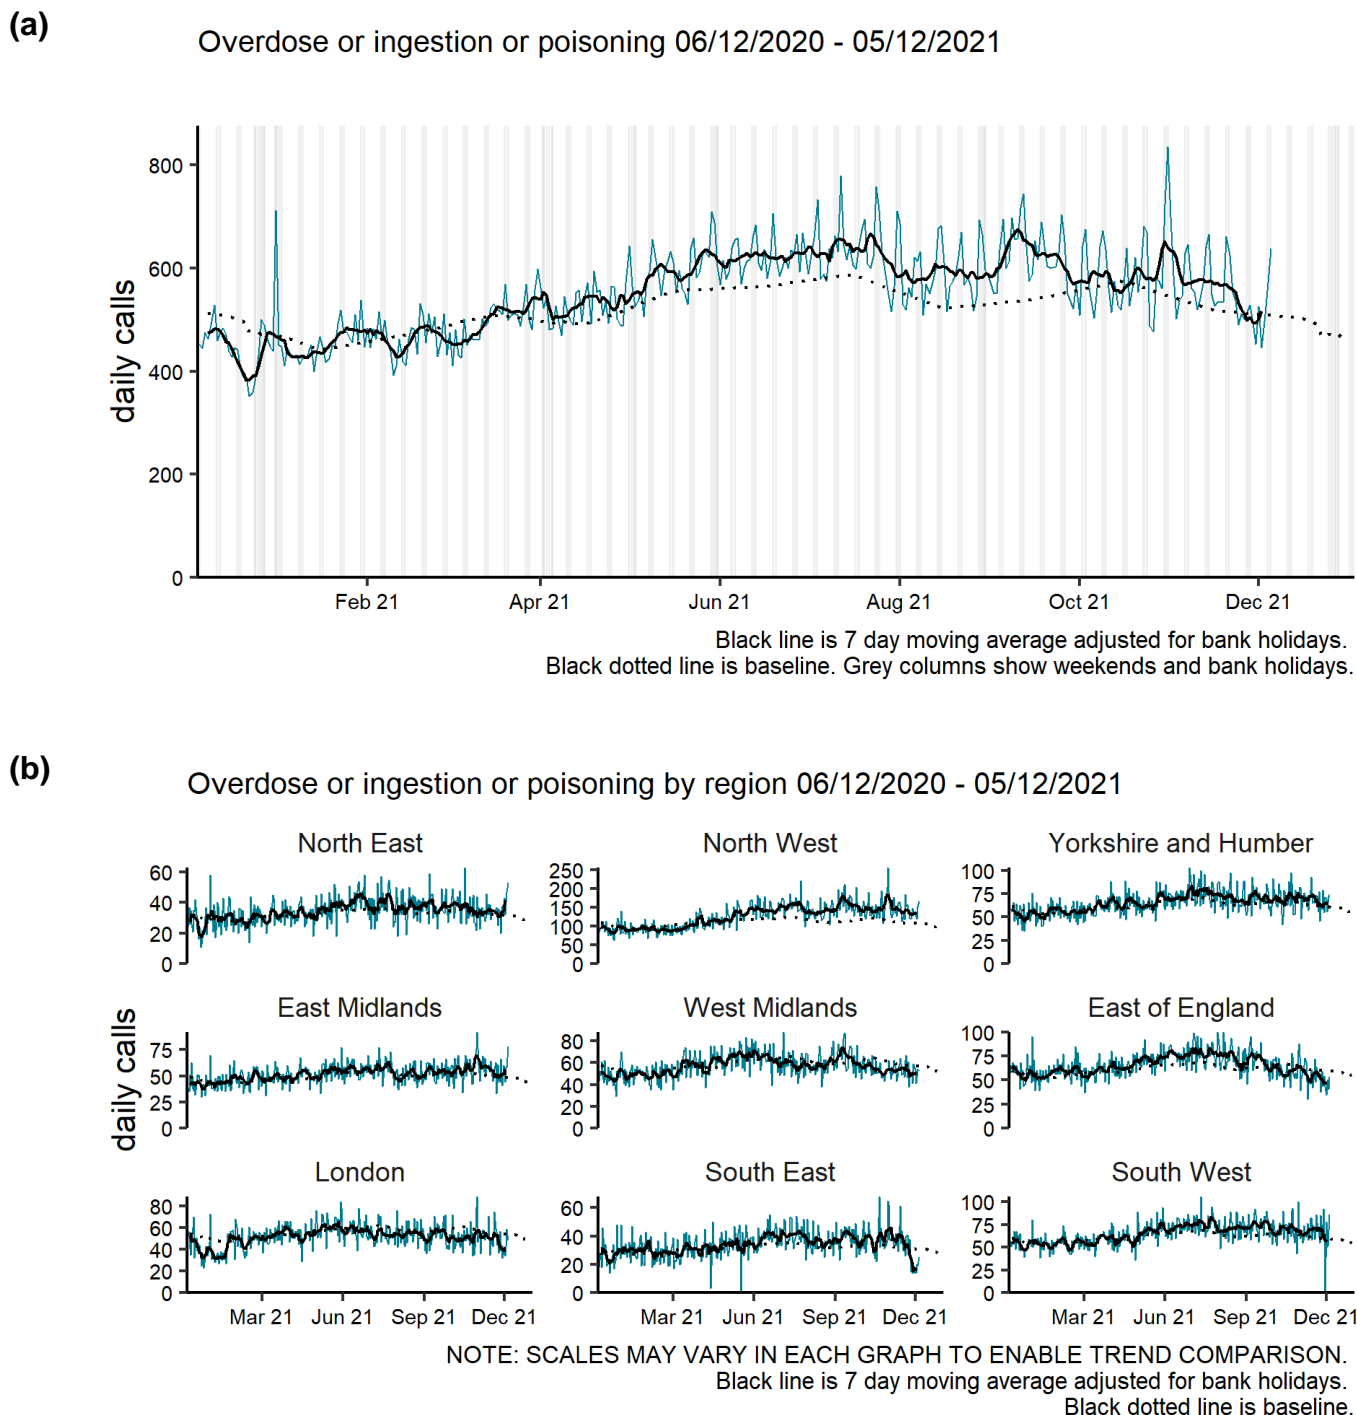 (a)
Overdose or ingestion or poisoning 06/12/2020 - 05/12/2021
daily calls
800
600
400
200
0
Feb 21 Apr 21 Jun 21 Aug 21 Oct 21 Dec 21
Black line is 7 day moving average adjusted for bank holidays.
Black dotted line is baseline. Grey columns show weekends and bank holidays.
(b)
Overdose or ingestion or poisoning by region 06/12/2020 - 05/12/2021
daily calls
North East
60
40
20
0
North West
250
200
150
100
50
0
Yorkshire and Humber
100
75
50
25
0
East Midlands
75
50
25
0
West Midlands
80
60
40
20
0
East of England
100
75
50
25
0
London
80
60
40
20
0
South East
60
40
20
0
South West
100
75
50
25
0
Mar 21 Jun 21 Sep 21 Dec 21
Mar 21 Jun 21 Sep 21 Dec 21
Mar 21 Jun 21 Sep 21 Dec 21
NOTE: SCALES MAY VARY IN EACH GRAPH TO ENABLE TREND COMPARISON.
Black line is 7 day moving average adjusted for bank holidays.
Black dotted line is baseline.